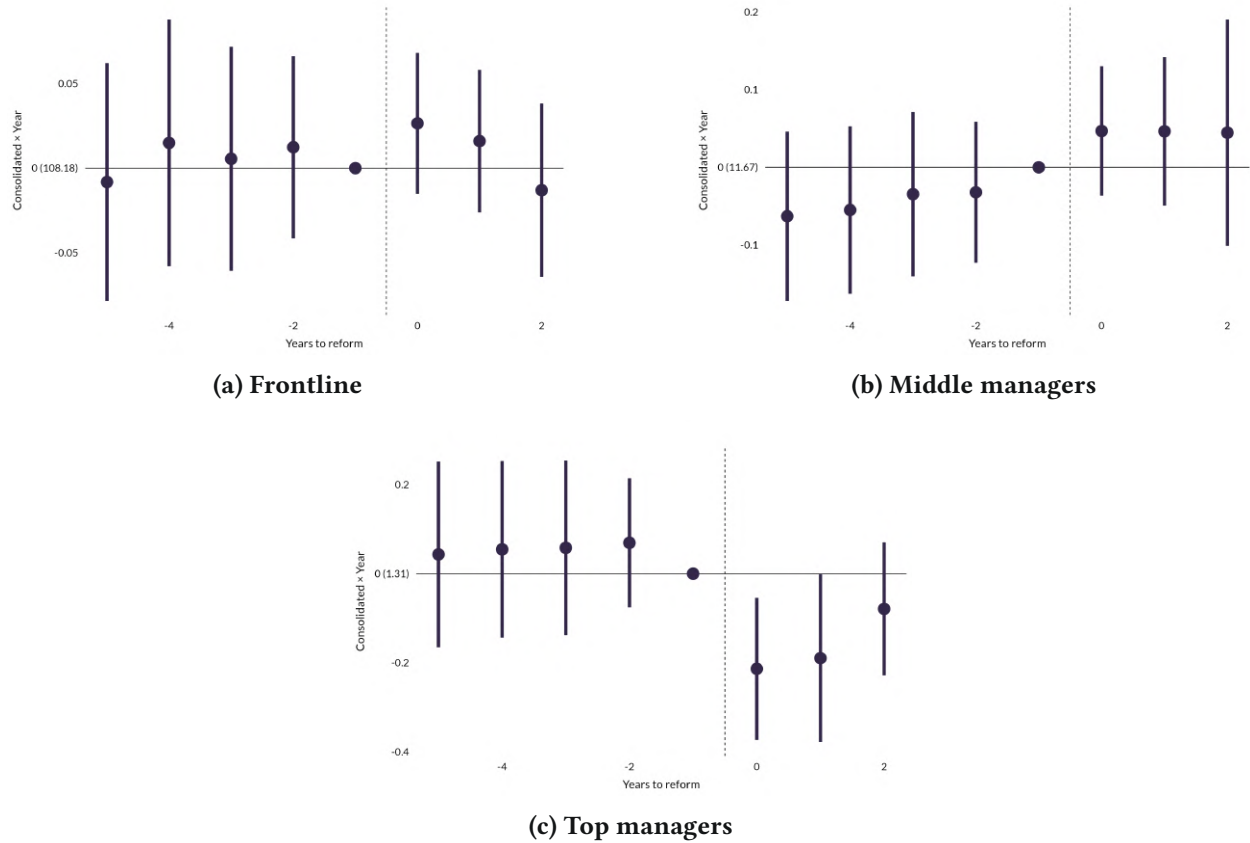 0.05
0 (108.18)
-0.05
Consolidated × Year
-4
-2
0
2
Years to reform
(a) Frontline
0.2
0.1
0 (11.67)
-0.1
Consolidated × Year
-4
-2
0
2
Years to reform
(b) Middle managers
0.2
0 (1.31)
-0.2
-0.4
Consolidated × Year
-4
-2
0
2
Years to reform
(c) Top managers